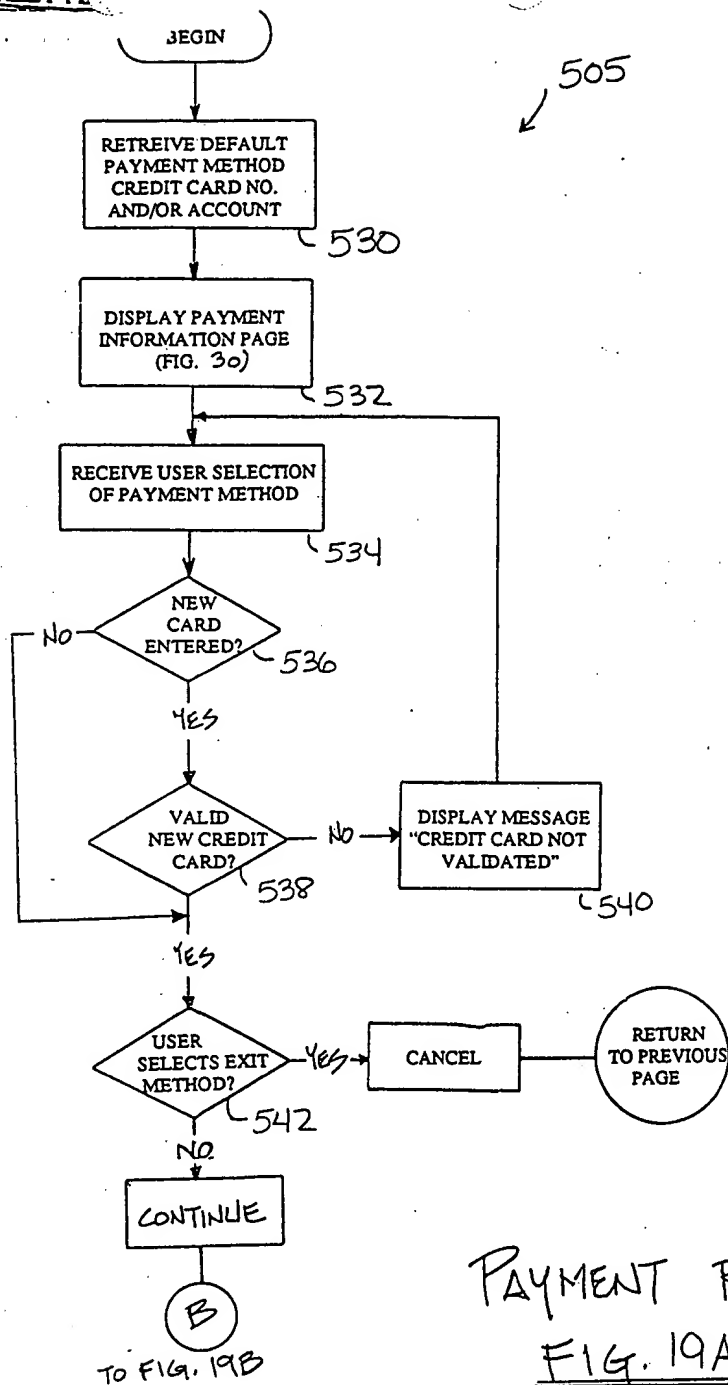 BEGIN
505
RETREIVE DEFAULT
PAYMENT METHOD
CREDIT CARD NO.
AND/OR ACCOUNT
530
DISPLAY PAYMENT
INFORMATION PAGE
(FIG. 30)
532
RECEIVE USER SELECTION
OF PAYMENT METHOD
534
NEW
CARD
ENTERED?
NO
536
YES
VALID
NEW CREDIT
CARD?
538
NO
DISPLAY MESSAGE
"CREDIT CARD NOT
VALIDATED"
540
YES
USER
SELECTS EXIT
METHOD?
542
YES
CANCEL
RETURN
TO PREVIOUS
PAGE
NO
CONTINUE
B
TO FIG. 19B
PAYMENT
FIG. 19A